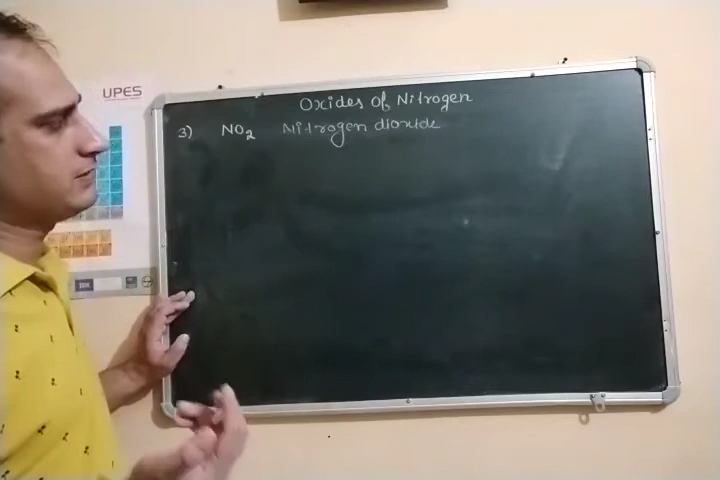 UPES
Oxides Of Nitrogen
3) NO2 Nitrogen dioxide